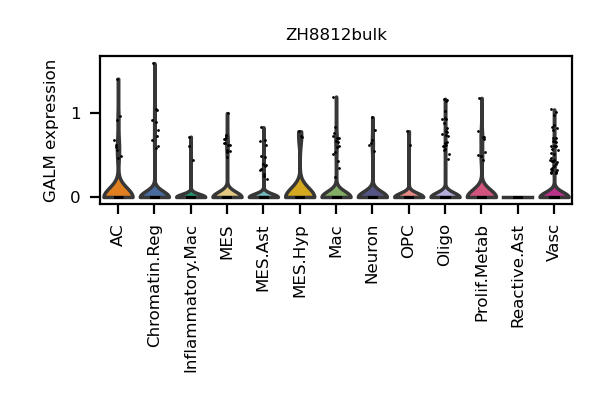 ZH8812bulk
GALM expression
1
0
AC
Chromatin.Reg
Inflammatory.Mac
MES
MES.Ast
MES.Hyp
Mac
Neuron
OPC
Oligo
Prolif.Metab
Reactive.Ast
Vasc